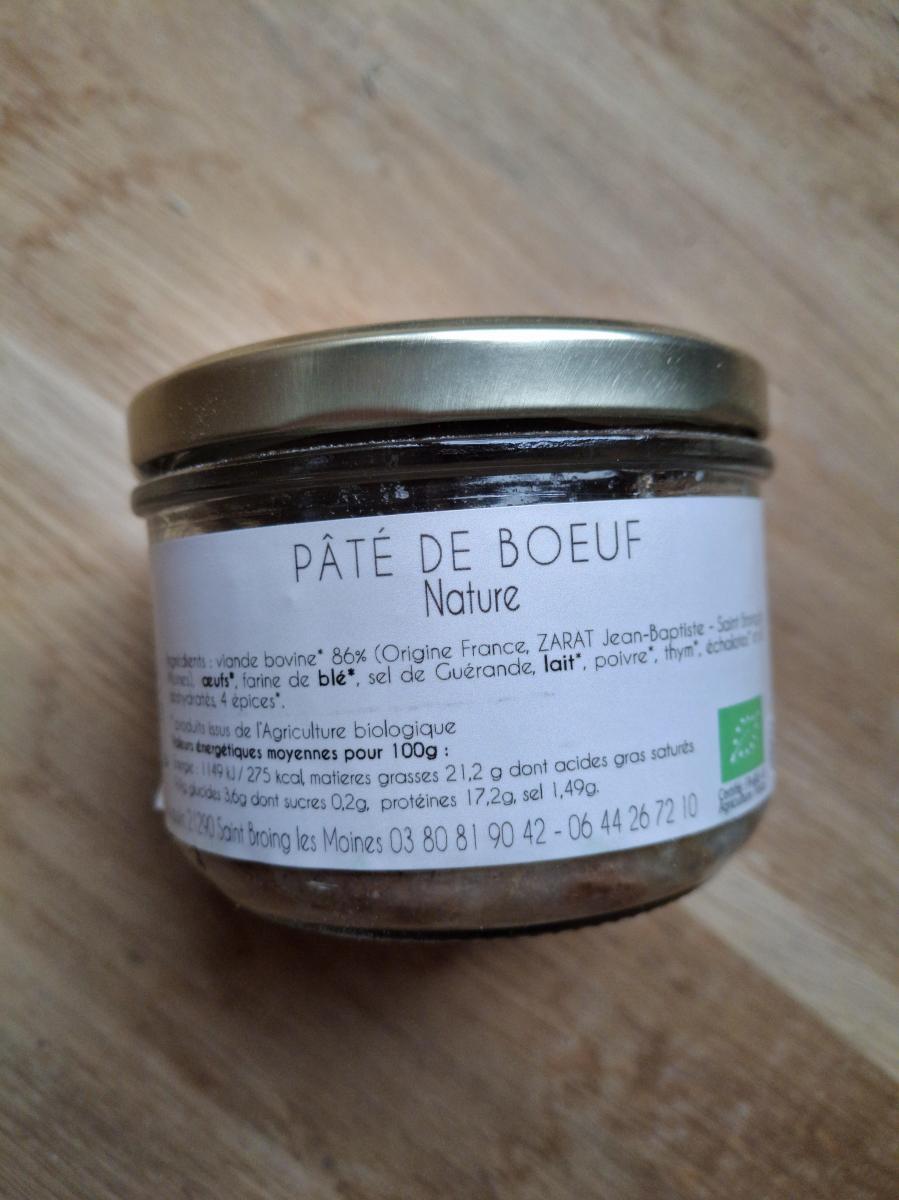 PÂTÉ DE BOEUF
Nature
Ingrédients : viande bovine* 86% (Origine France, ZARAT Jean-Baptiste - Saint
œufs*, farine de blé*, sel de Guérande, lait*, poivre*, thym*,
4 épices*.
produits issus de l'Agriculture biologique
énergétiques moyennes pour 100g :
1149 kJ / 275 kcal, matieres grasses 21,2 g dont acides gras saturés
glucides 3,6g dont sucres 0,2g, protéines 17,2g, sel 1,49g.
21290 Saint Broing les Moines 03 80 81 90 42 - 06 44 26 72 10